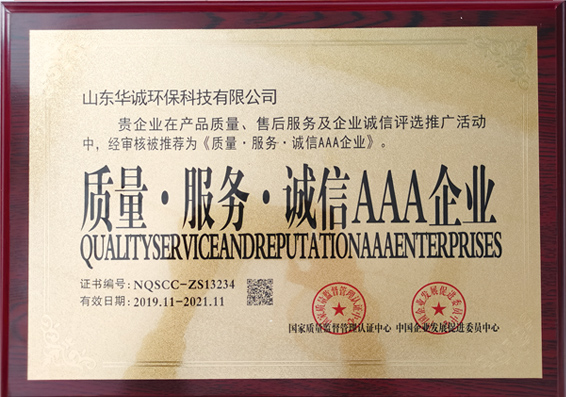 山东华诚环保科技有限公司
贵企业在产品质量、售后服务及企业诚信评选推广活动
中，经审核被推荐为《质量·服务·诚信AAA企业》。
质量·服务·诚信AAA企业
QUALITYSERVICEANDREPUTATIONAAAENTERPRISES
证书编号：NQSCC-ZS13234
有效日期：2019.11-2021.11
国家质量监督管理认证中心 中国企业发展促进委员中心